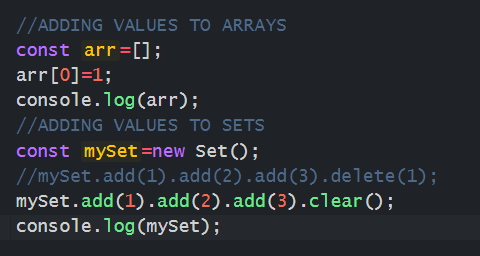 //ADDING VALUES TO ARRAYS
const arr=[];
arr[0]=1;
console.log(arr);
//ADDING VALUES TO SETS
const mySet=new Set();
//mySet.add(1).add(2).add(3).delete(1);
mySet.add(1).add(2).add(3).clear();
console.log(mySet);